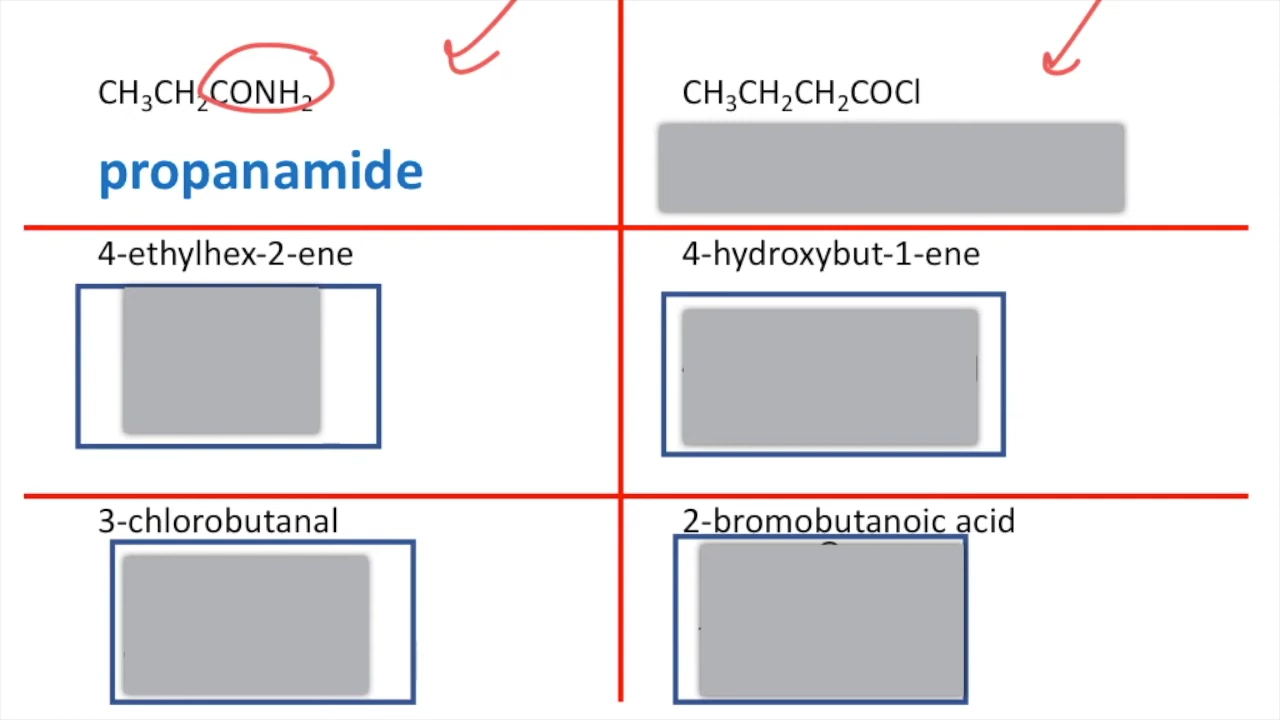 CH₃CH₂CONH₂
propanamide
CH₃CH₂CH₂COCl
4-ethylhex-2-ene
4-hydroxybut-1-ene
3-chlorobutanal
2-bromobutanoic acid